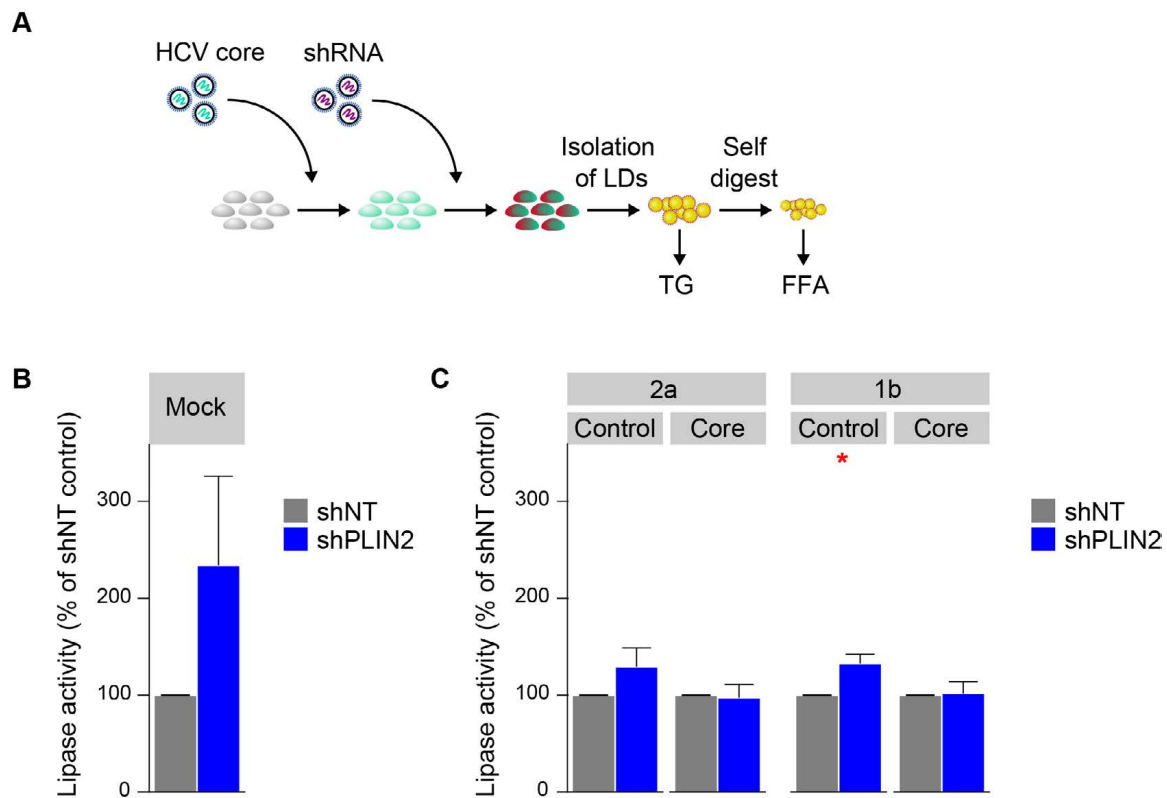 A
HCV core
shRNA
Isolation
of LDs
Self
digest
TG
FFA
B
Mock
Lipase activity (% of shNT control)
300
200
100
0
shNT
shPLIN2
C
2a
1b
Control
Core
Control
Core
*
Lipase activity (% of shNT control)
300
200
100
0
shNT
shPLIN2